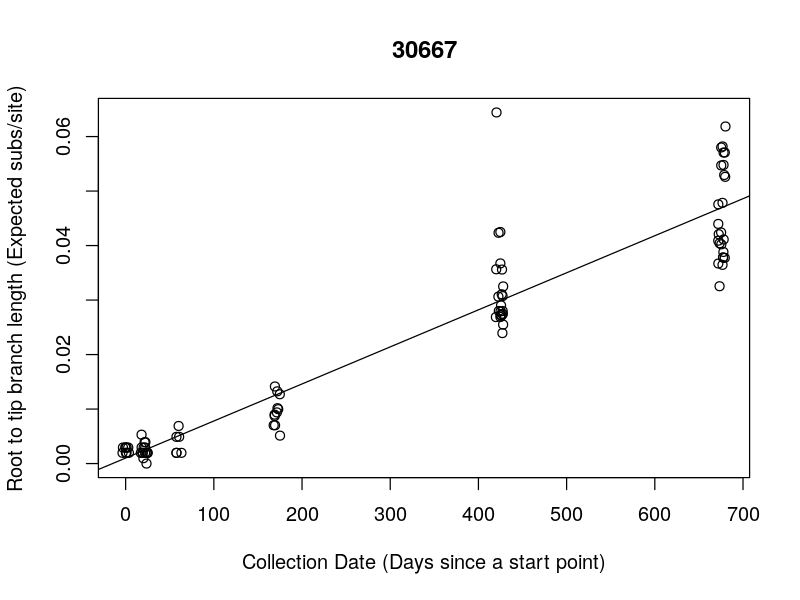 30667
Root to tip branch length (Expected subs/site)
0.06
0.04
0.02
0.00
0 100 200 300 400 500 600 700
Collection Date (Days since a start point)